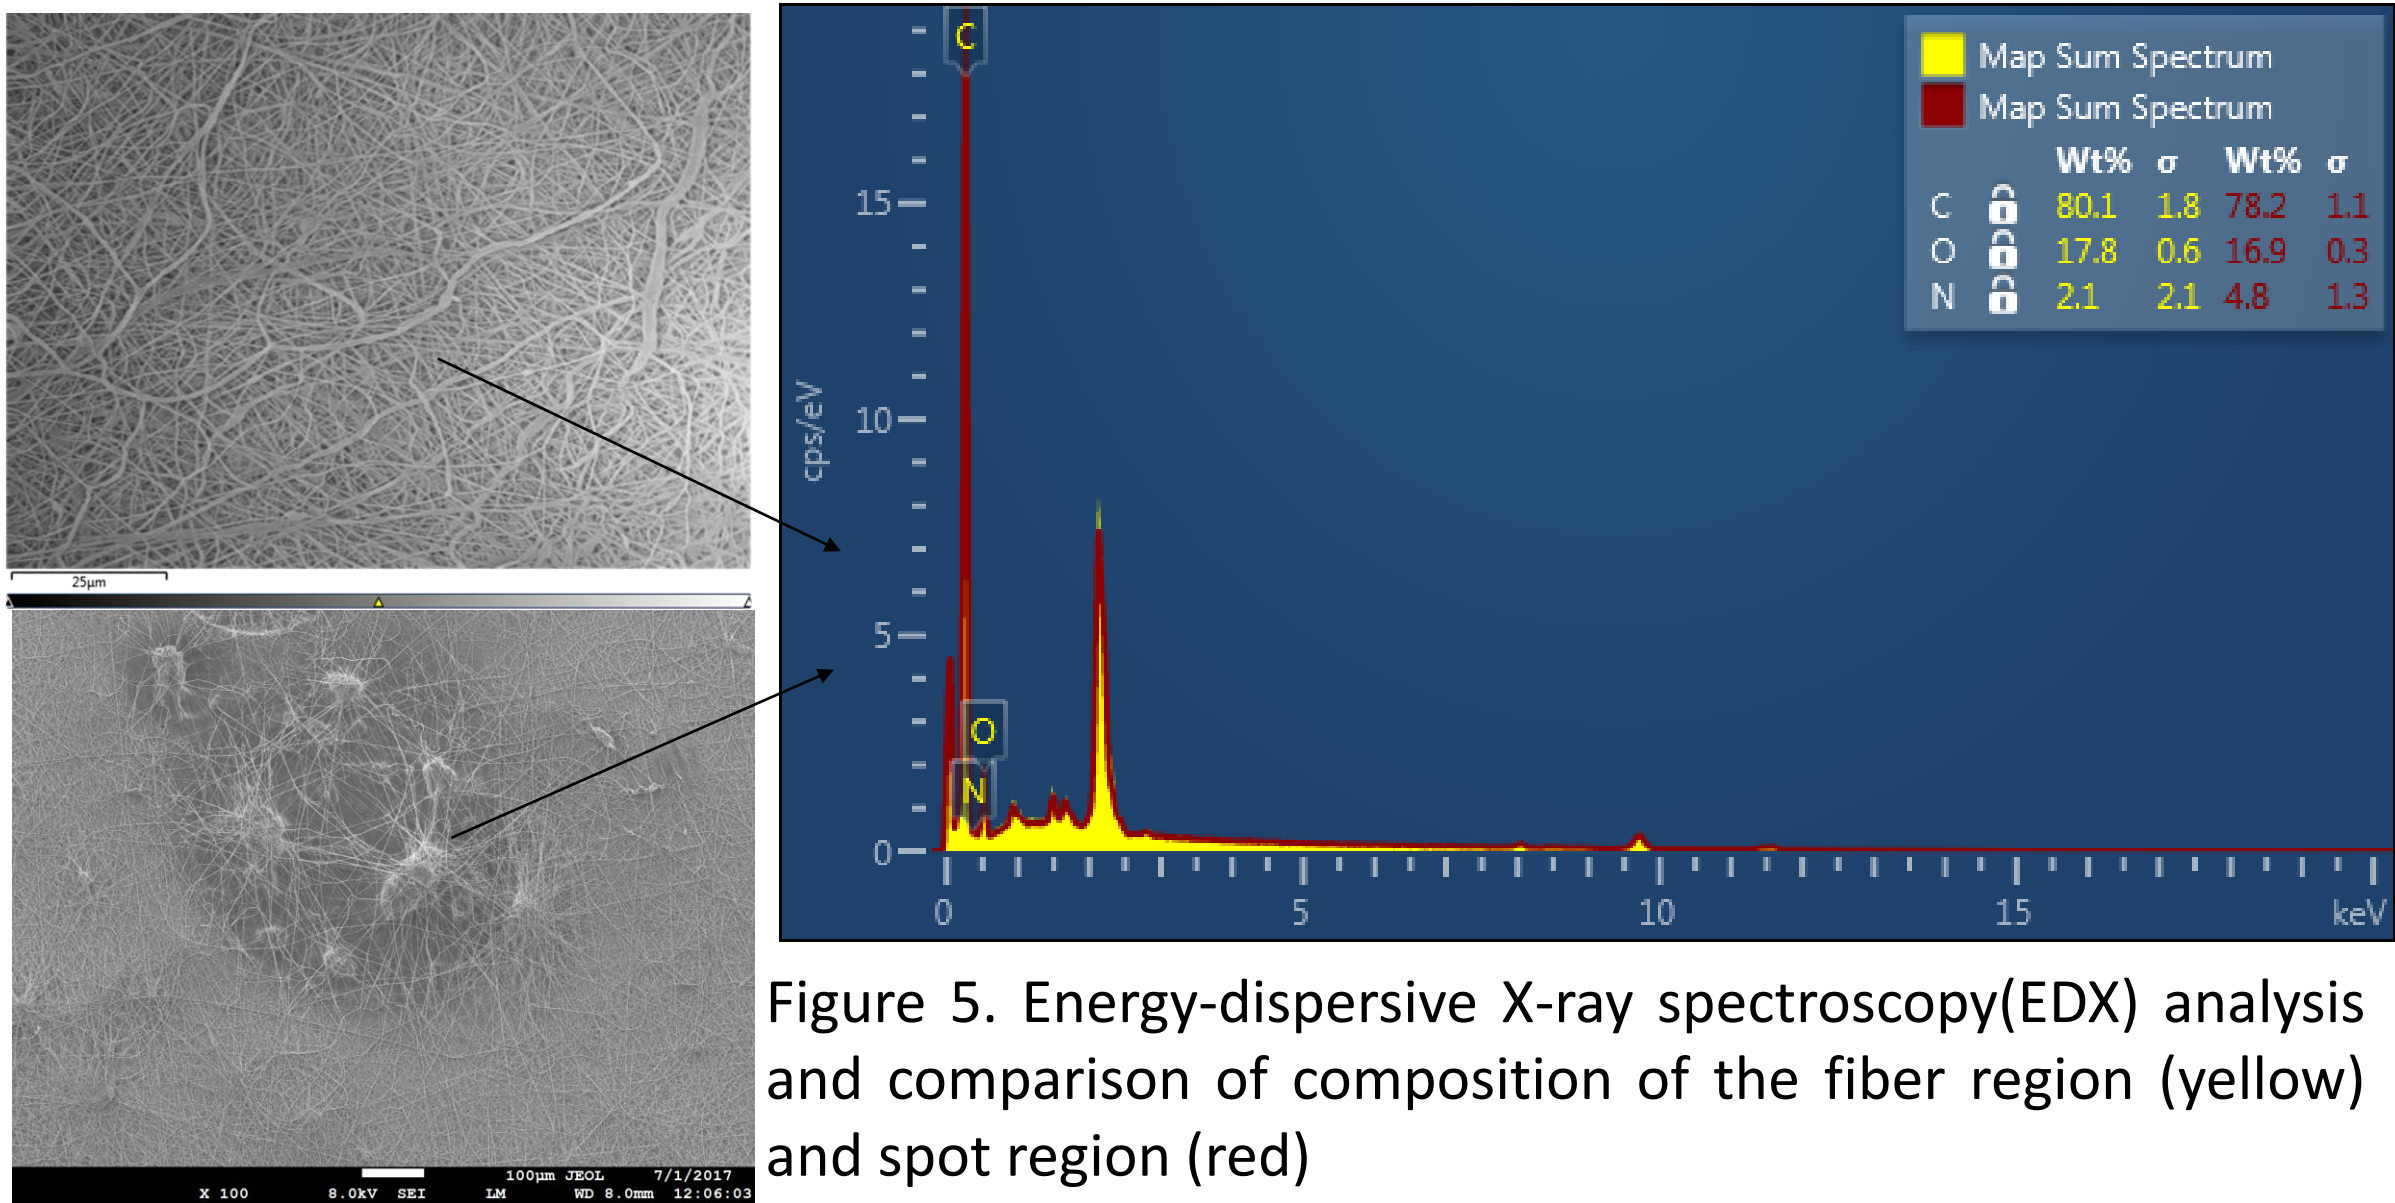 25μm
X 100 8.0kV SEI LM 100μm JEOL WD 8.0mm 7/1/2017 12:06:03
C
O
N
cps/eV
15
10
5
0
0 5 10 15 keV
Map Sum Spectrum
Map Sum Spectrum
Wt% σ Wt% σ
C 80.1 1.8 78.2 1.1
O 17.8 0.6 16.9 0.3
N 2.1 2.1 4.8 1.3
Figure 5. Energy-dispersive X-ray spectroscopy(EDX) analysis
and comparison of composition of the fiber region (yellow)
and spot region (red)